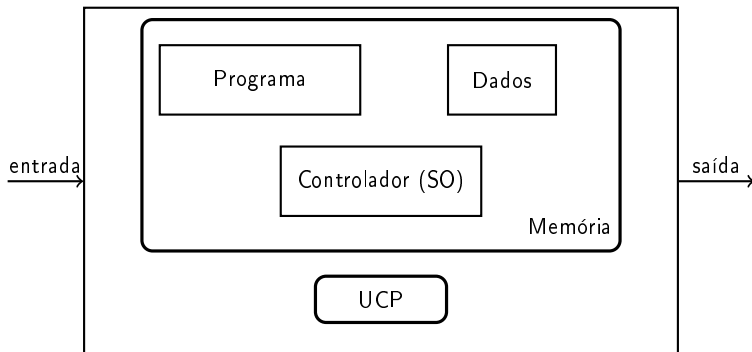 Programa
Dados
entrada
Controlador (SO)
saída
Memória
UCP